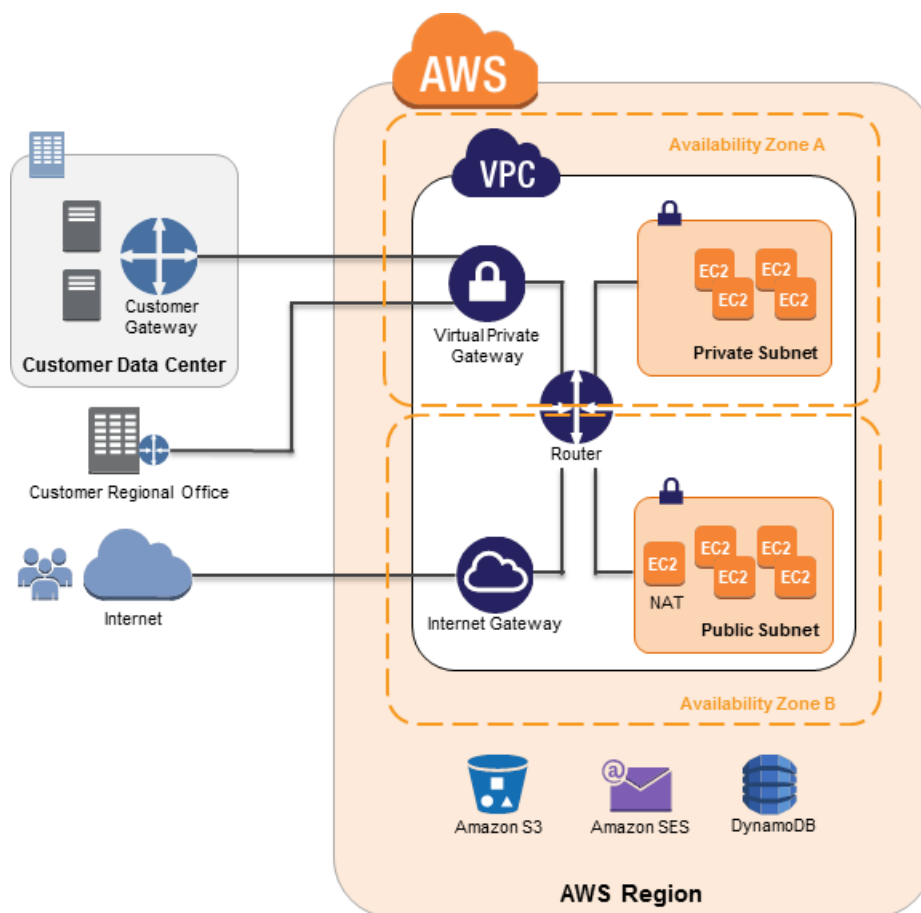 AWS
Availability Zone A
VPC
EC2
EC2
EC2
EC2
Private Subnet
Customer
Gateway
Customer Data Center
Virtual Private
Gateway
Router
Customer Regional Office
EC2
EC2
EC2
EC2
EC2
NAT
Public Subnet
Internet
Internet Gateway
Availability Zone B
@
Amazon S3
Amazon SES
DynamoDB
AWS Region